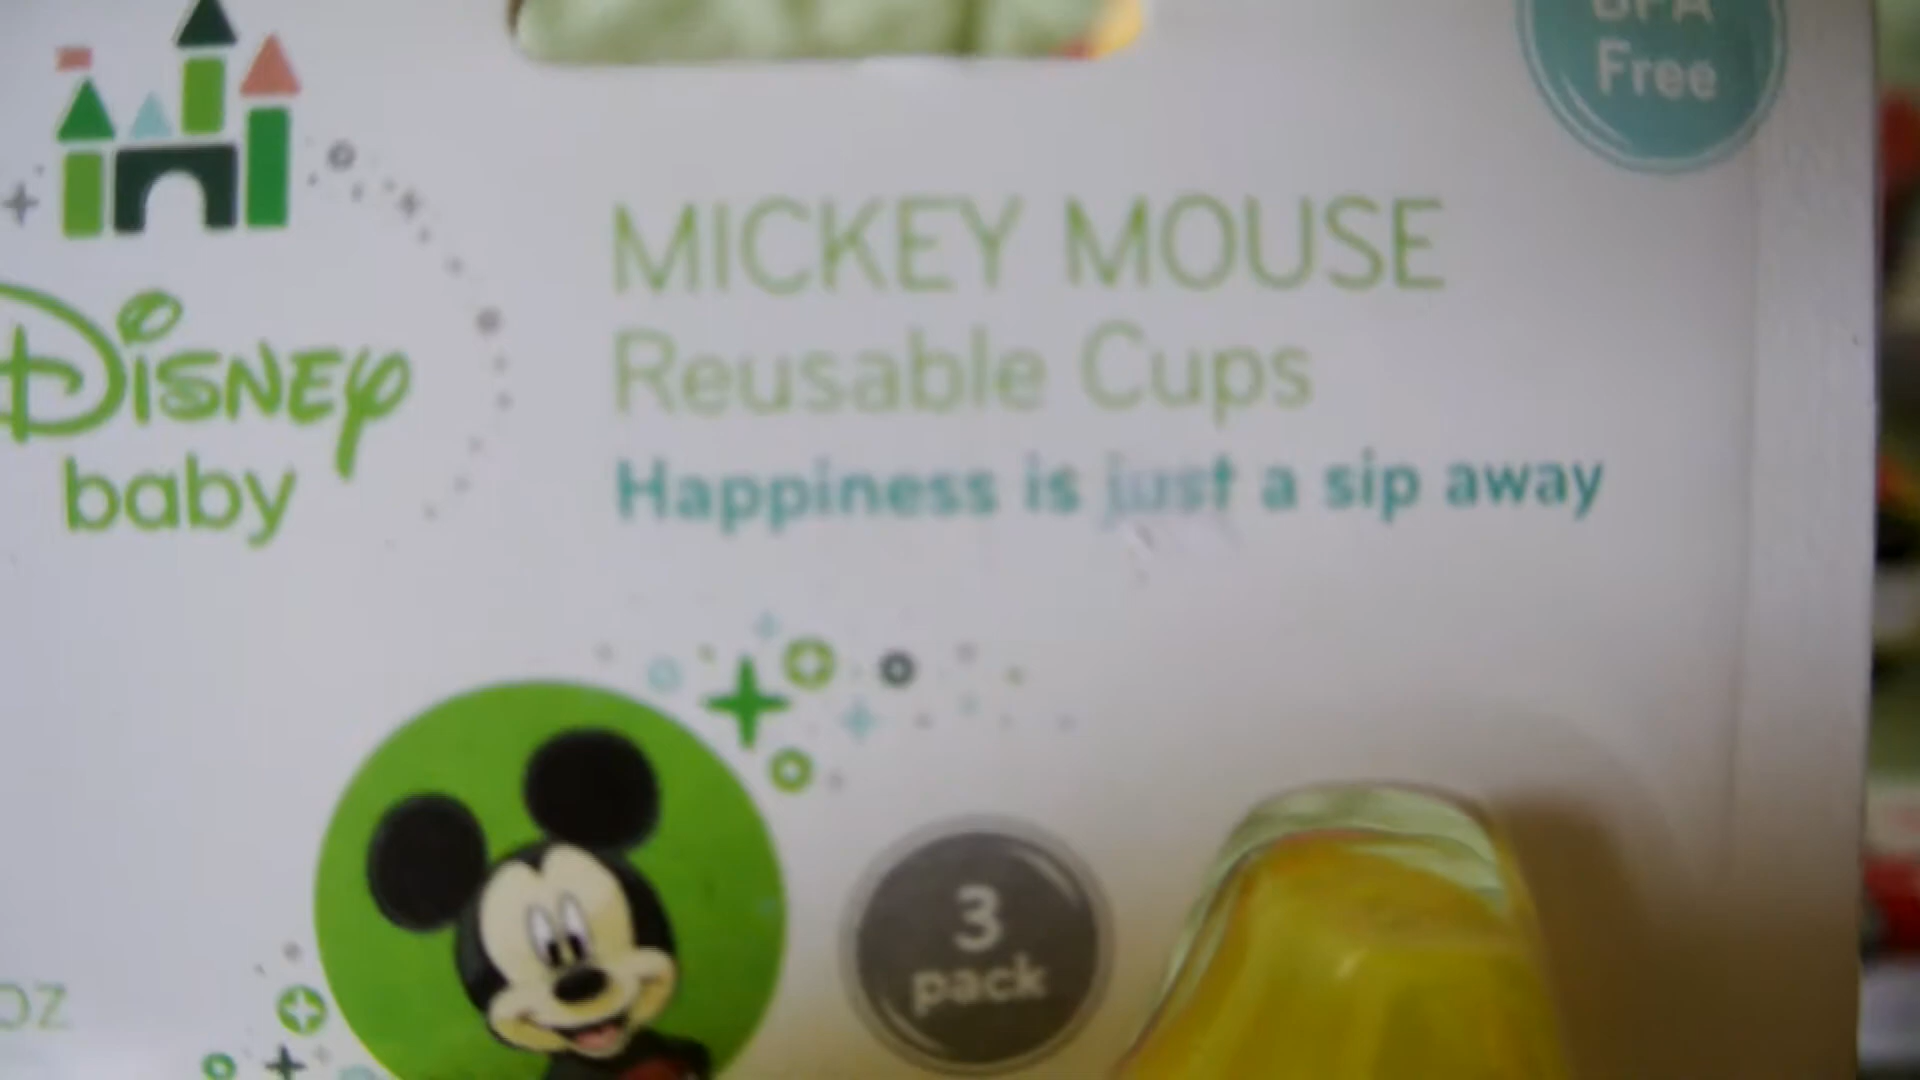 BPA
Free
MICKEY MOUSE
Reusable Cups
Happiness is just a sip away
Disney
baby
3
pack
OZ